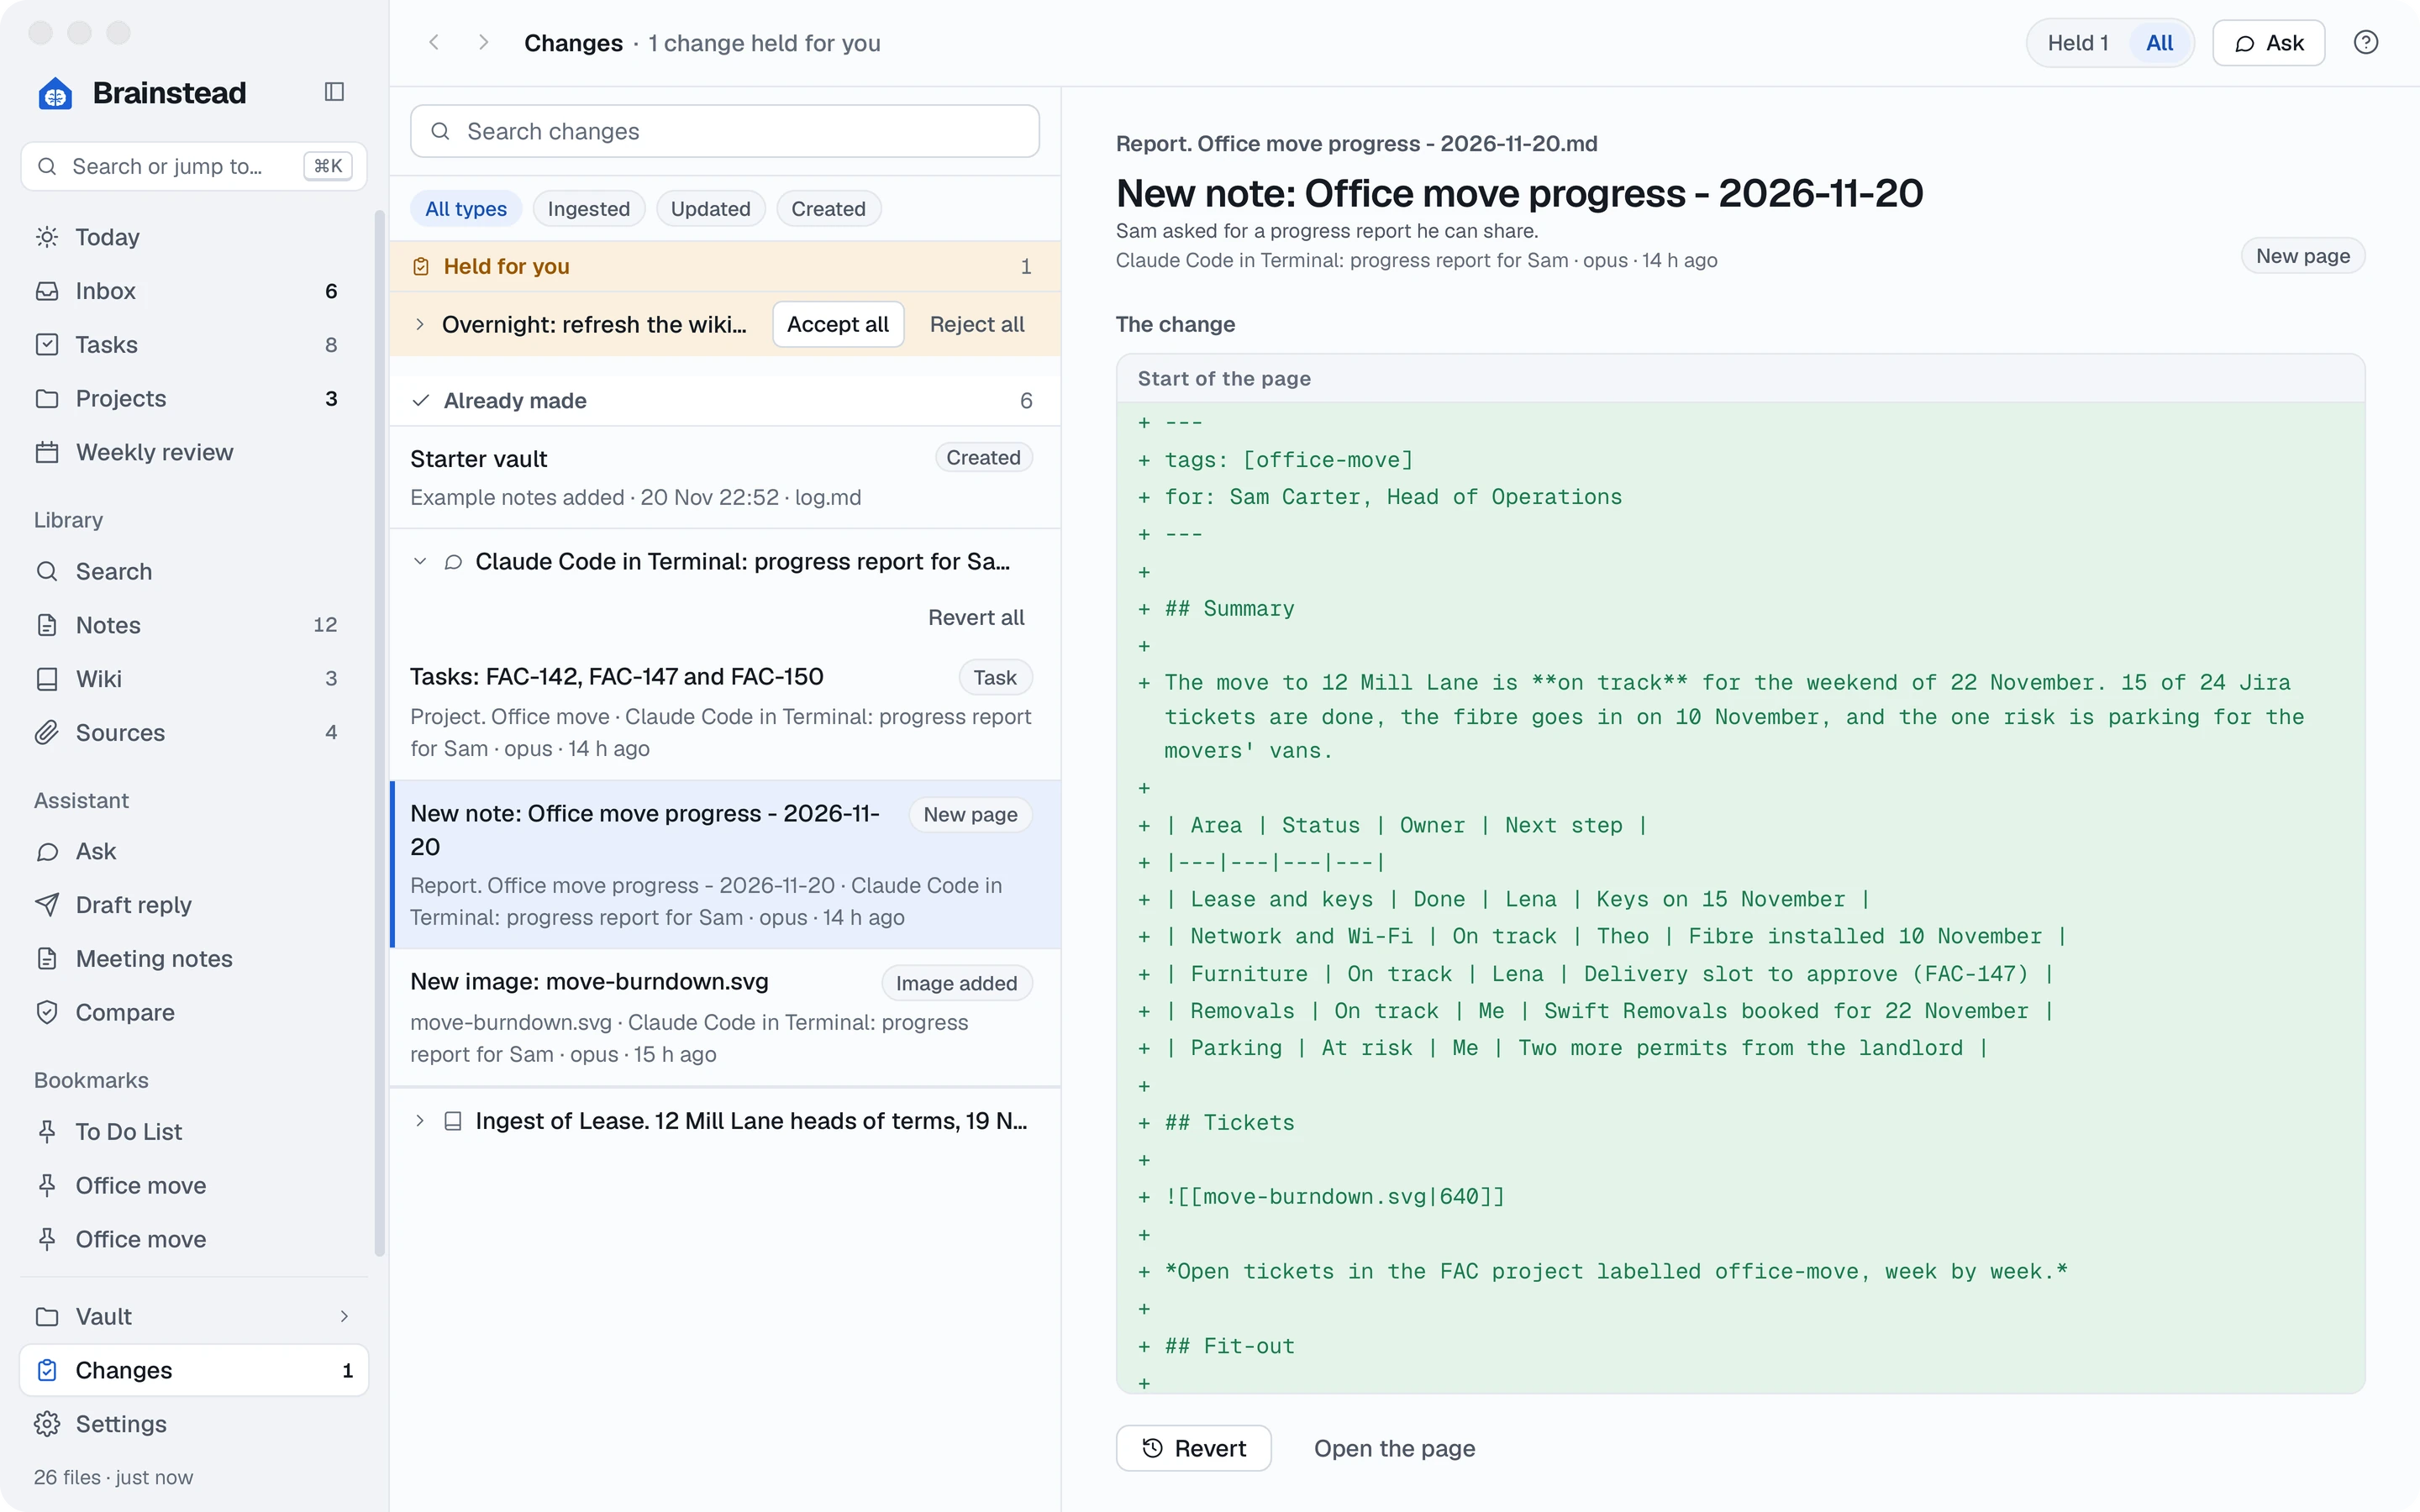 Brainstead
Search or jump to… ⌘K
Today
Inbox 6
Tasks 8
Projects 3
Weekly review
Library
Search
Notes 12
Wiki 3
Sources 4
Assistant
Ask
Draft reply
Meeting notes
Compare
Bookmarks
To Do List
Office move
Office move
Vault
Changes 1
Settings
26 files · just now
Changes · 1 change held for you
Held 1 All Ask
Search changes
All types Ingested Updated Created
Held for you 1
Overnight: refresh the wiki… Accept all Reject all
Already made 6
Starter vault Created
Example notes added · 20 Nov 22:52 · log.md
Claude Code in Terminal: progress report for Sa…
Revert all
Tasks: FAC-142, FAC-147 and FAC-150 Task
Project. Office move · Claude Code in Terminal: progress report
for Sam · opus · 14 h ago
New note: Office move progress - 2026-11- New page
20
Report. Office move progress - 2026-11-20 · Claude Code in
Terminal: progress report for Sam · opus · 14 h ago
New image: move-burndown.svg Image added
move-burndown.svg · Claude Code in Terminal: progress
report for Sam · opus · 15 h ago
Ingest of Lease. 12 Mill Lane heads of terms, 19 N…
Report. Office move progress - 2026-11-20.md
New note: Office move progress - 2026-11-20
Sam asked for a progress report he can share.
Claude Code in Terminal: progress report for Sam · opus · 14 h ago
New page
The change
Start of the page
+ ---
+ tags: [office-move]
+ for: Sam Carter, Head of Operations
+ ---
+
+ ## Summary
+
+ The move to 12 Mill Lane is **on track** for the weekend of 22 November. 15 of 24 Jira
tickets are done, the fibre goes in on 10 November, and the one risk is parking for the
movers' vans.
+
+ | Area | Status | Owner | Next step |
+ |---|---|---|---|
+ | Lease and keys | Done | Lena | Keys on 15 November |
+ | Network and Wi-Fi | On track | Theo | Fibre installed 10 November |
+ | Furniture | On track | Lena | Delivery slot to approve (FAC-147) |
+ | Removals | On track | Me | Swift Removals booked for 22 November |
+ | Parking | At risk | Me | Two more permits from the landlord |
+
+ ## Tickets
+
+ ![[move-burndown.svg|640]]
+
+ *Open tickets in the FAC project labelled office-move, week by week.*
+
+ ## Fit-out
+
Revert Open the page